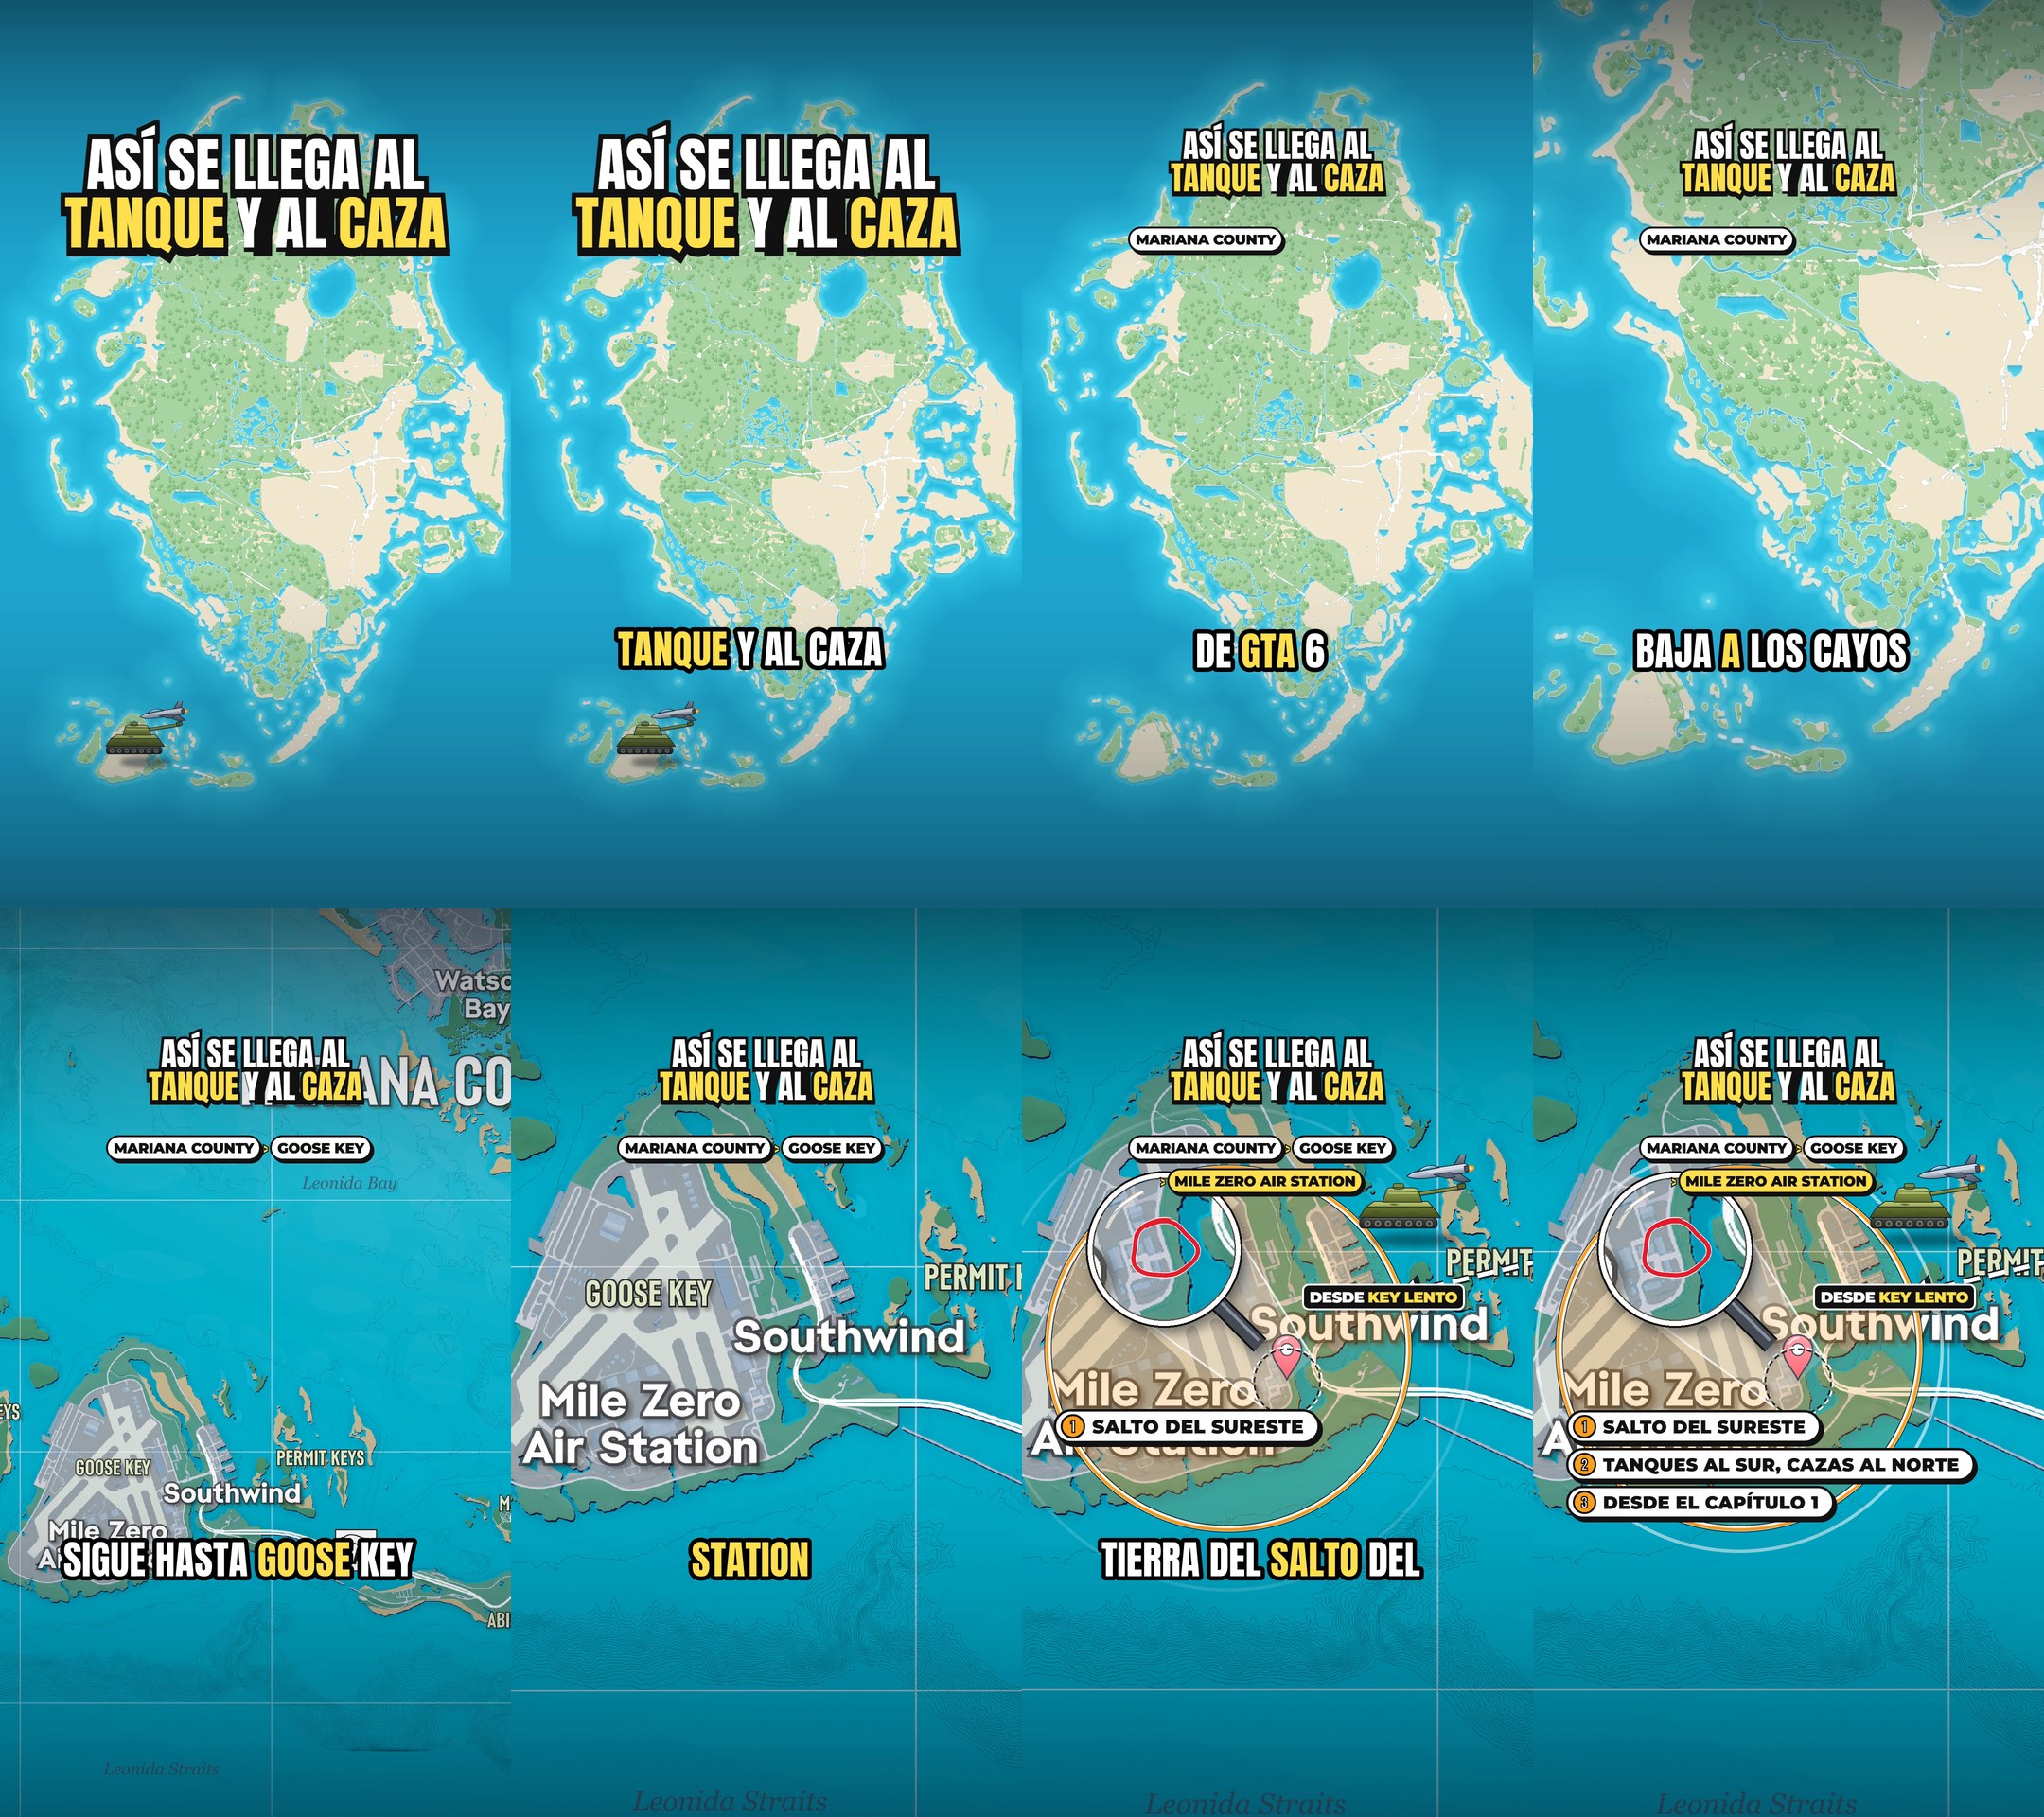 ASÍ SE LLEGA AL
TANQUE Y AL CAZA
ASÍ SE LLEGA AL
TANQUE Y AL CAZA
TANQUE Y AL CAZA
ASÍ SE LLEGA AL
TANQUE Y AL CAZA
MARIANA COUNTY
DE GTA 6
ASÍ SE LLEGA AL
TANQUE Y AL CAZA
MARIANA COUNTY
BAJA A LOS CAYOS
Watso
Bay
ASÍ SE LLEGA AL
TANQUE Y AL CAZA
ANA CO
MARIANA COUNTY
GOOSE KEY
Leonida Bay
EYS
GOOSE KEY
PERMIT KEYS
Southwind
Mile Zero
SIGUE HASTA GOOSE KEY
ABI
Leonida Straits
ASÍ SE LLEGA AL
TANQUE Y AL CAZA
MARIANA COUNTY
GOOSE KEY
PERMIT
GOOSE KEY
Southwind
Mile Zero
Air Station
STATION
Leonida Straits
ASÍ SE LLEGA AL
TANQUE Y AL CAZA
MARIANA COUNTY
GOOSE KEY
MILE ZERO AIR STATION
PERMIT
DESDE KEY LENTO
Southwind
Mile Zero
1 SALTO DEL SURESTE
TIERRA DEL SALTO DEL
Leonida Straits
ASÍ SE LLEGA AL
TANQUE Y AL CAZA
MARIANA COUNTY
GOOSE KEY
MILE ZERO AIR STATION
PERMIT
DESDE KEY LENTO
Southwind
Mile Zero
1 SALTO DEL SURESTE
2 TANQUES AL SUR, CAZAS AL NORTE
3 DESDE EL CAPÍTULO 1
Leonida Straits